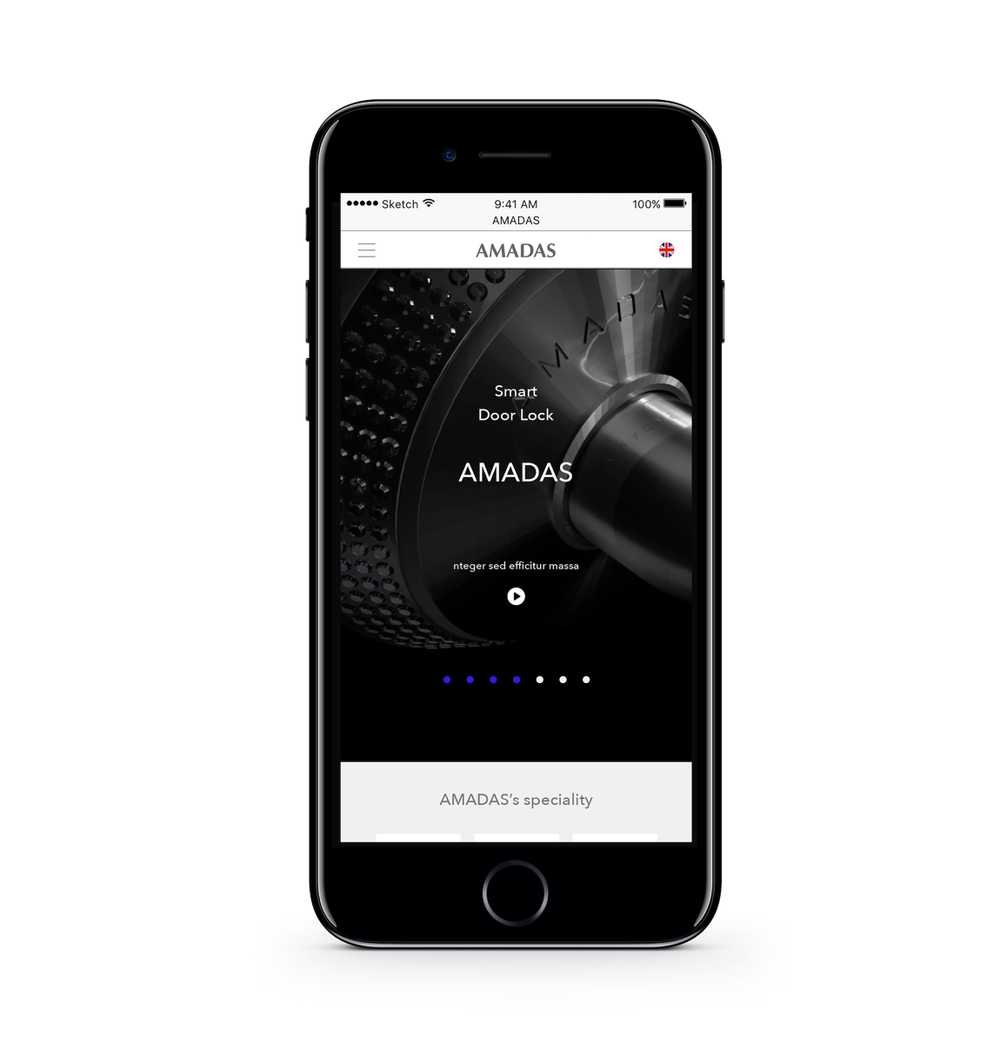 Sketch 9:41 AM 100%
AMADAS
AMADAS
AMADAS
Smart
Door Lock
AMADAS
nteger sed efficitur massa
AMADAS's speciality